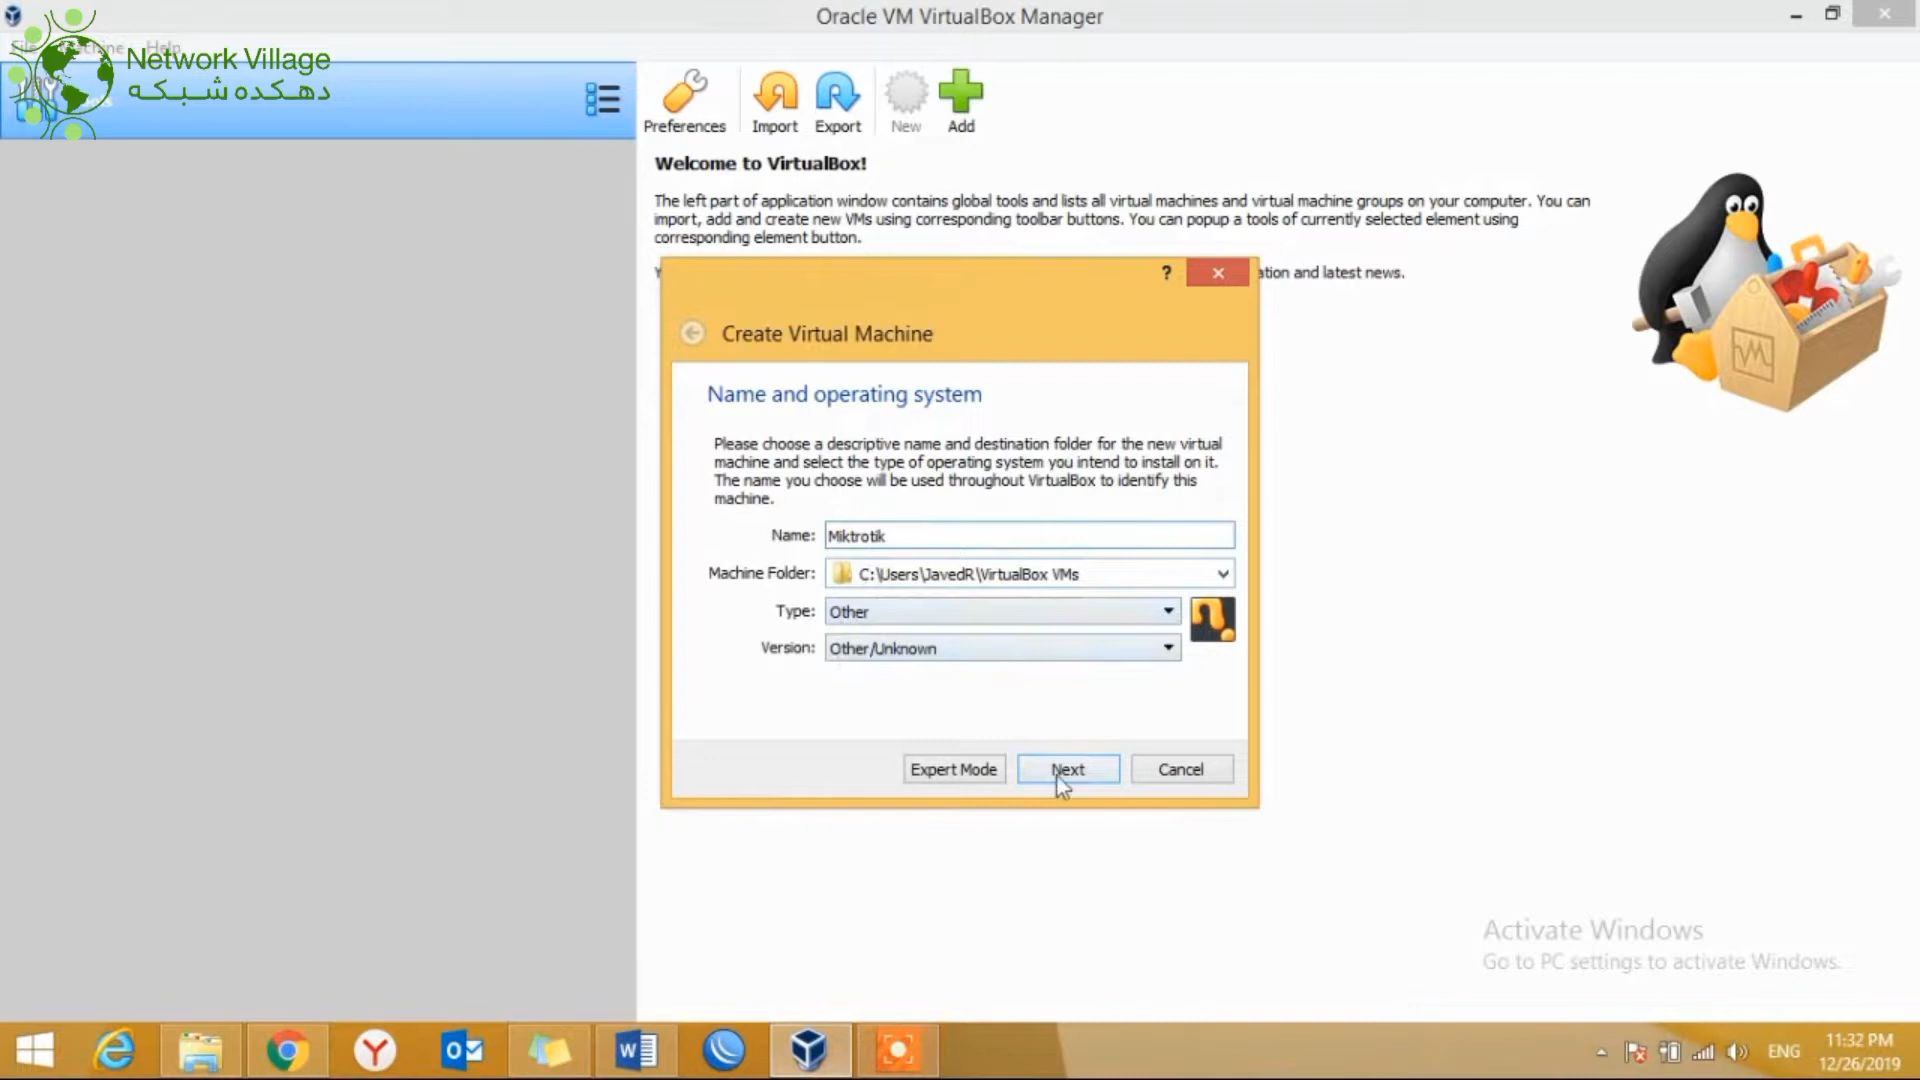 Oracle VM VirtualBox Manager
File Machine Help
Network Village
دهکده شبکه
Preferences
Import
Export
New
Add
Welcome to VirtualBox!
The left part of application window contains global tools and lists all virtual machines and virtual machine groups on your computer. You can
import, add and create new VMs using corresponding toolbar buttons. You can popup a tools of currently selected element using
corresponding element button.
and latest news.
?
Create Virtual Machine
Name and operating system
Please choose a descriptive name and destination folder for the new virtual
machine and select the type of operating system you intend to install on it.
The name you choose will be used throughout VirtualBox to identify this
machine.
Name: Miktrotik
Machine Folder: C:\Users\JavedR\VirtualBox VMs
Type: Other
Version: Other/Unknown
Expert Mode
Next
Cancel
Activate Windows
Go to PC settings to activate Windows.
ENG
11:32 PM
12/26/2019